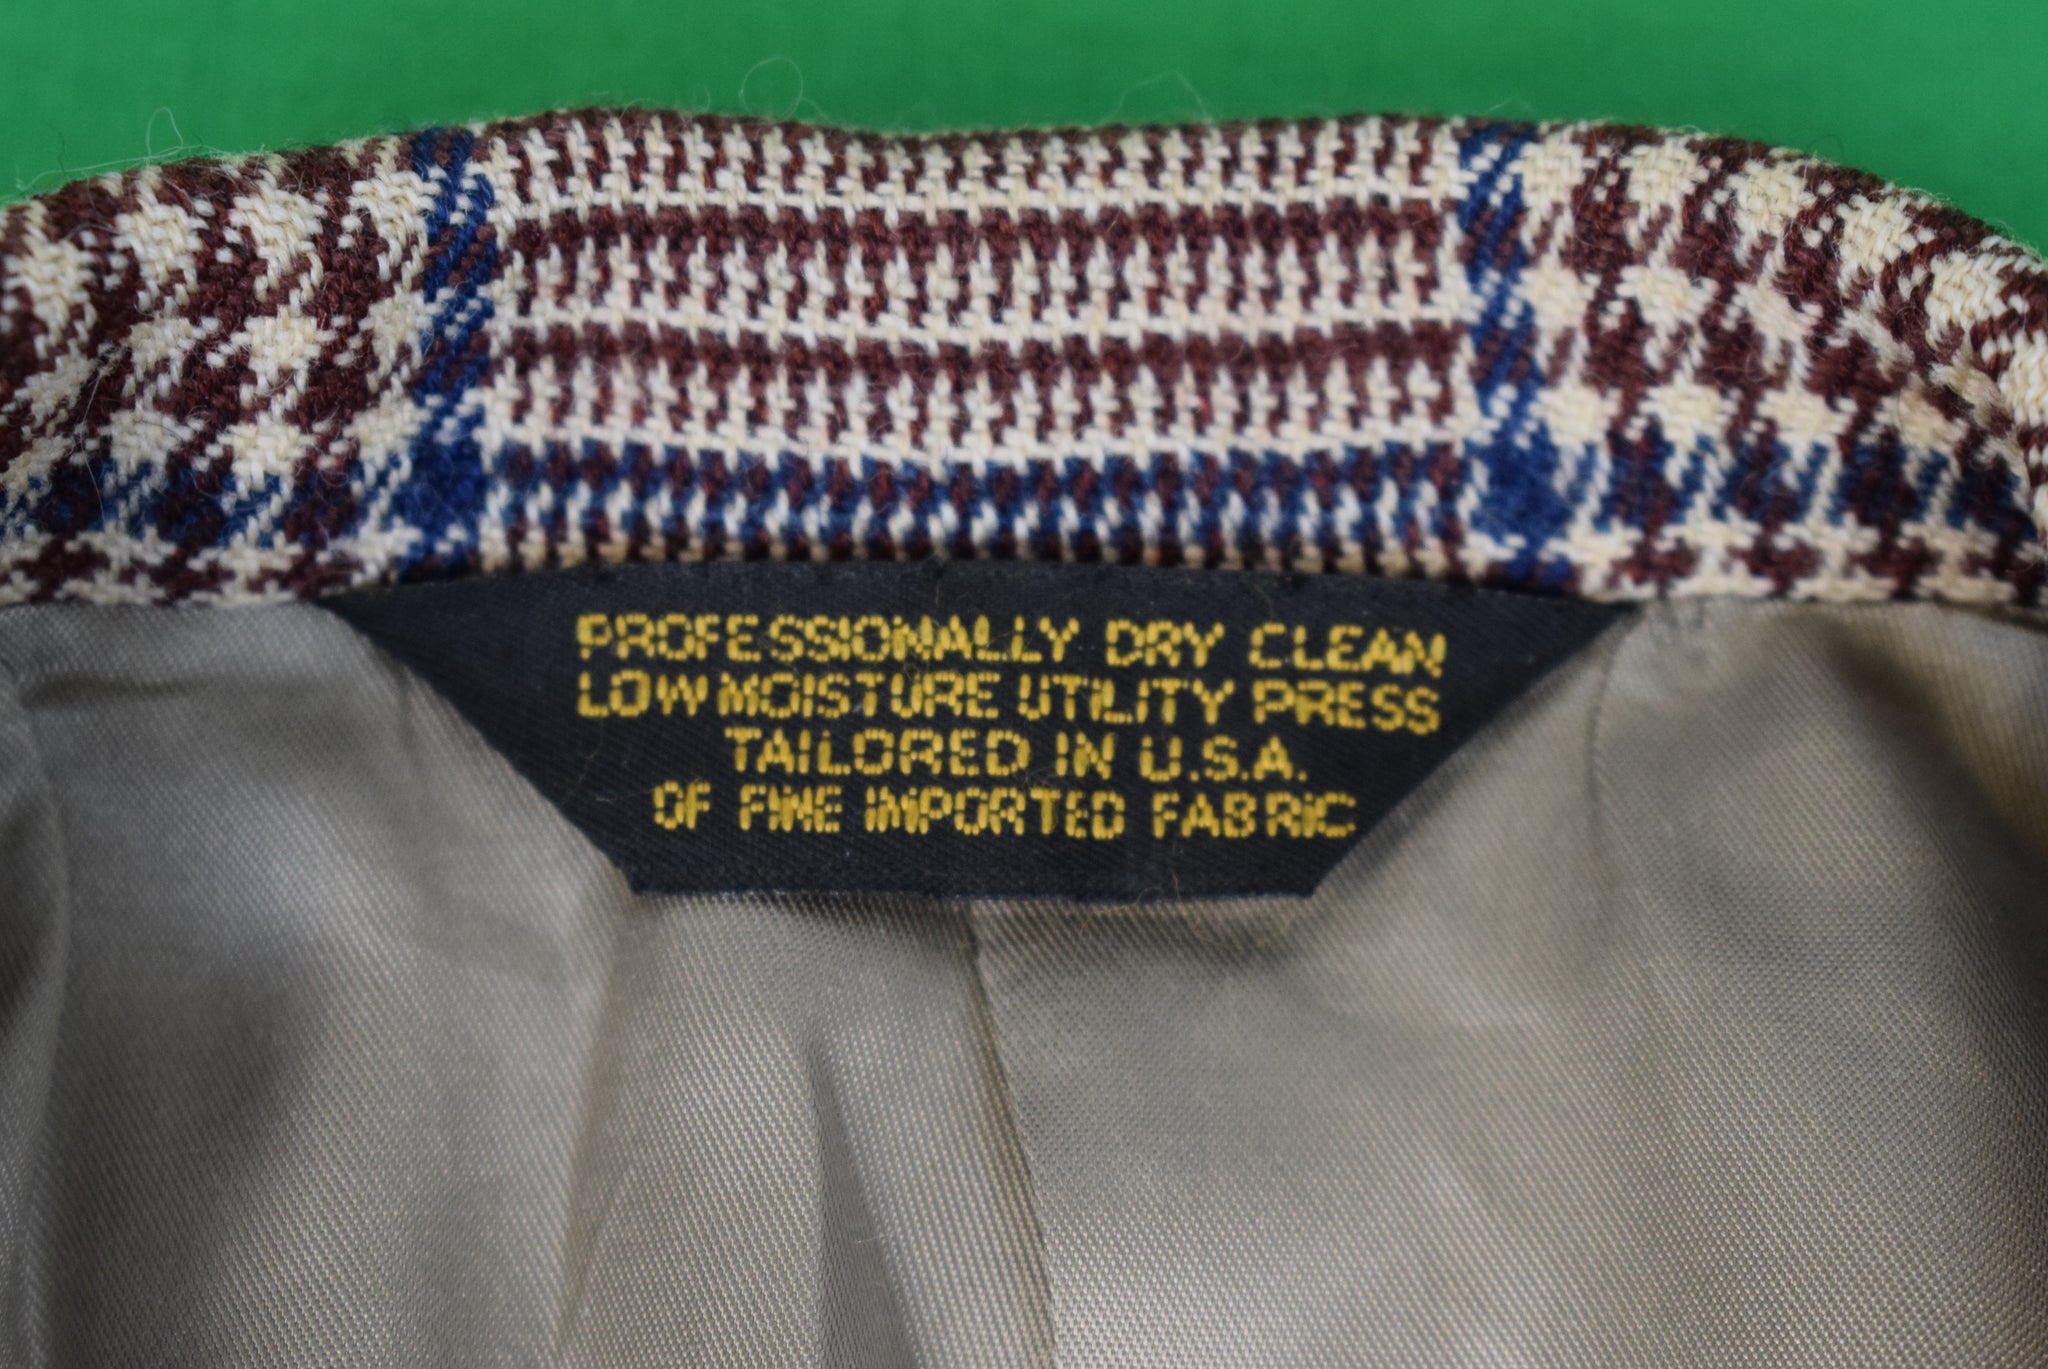 PROFESSIONALLY DRY CLEAN
LOW MOISTURE UTILITY PRESS
TAILORED IN U.S.A.
OF FINE IMPORTED FABRIC